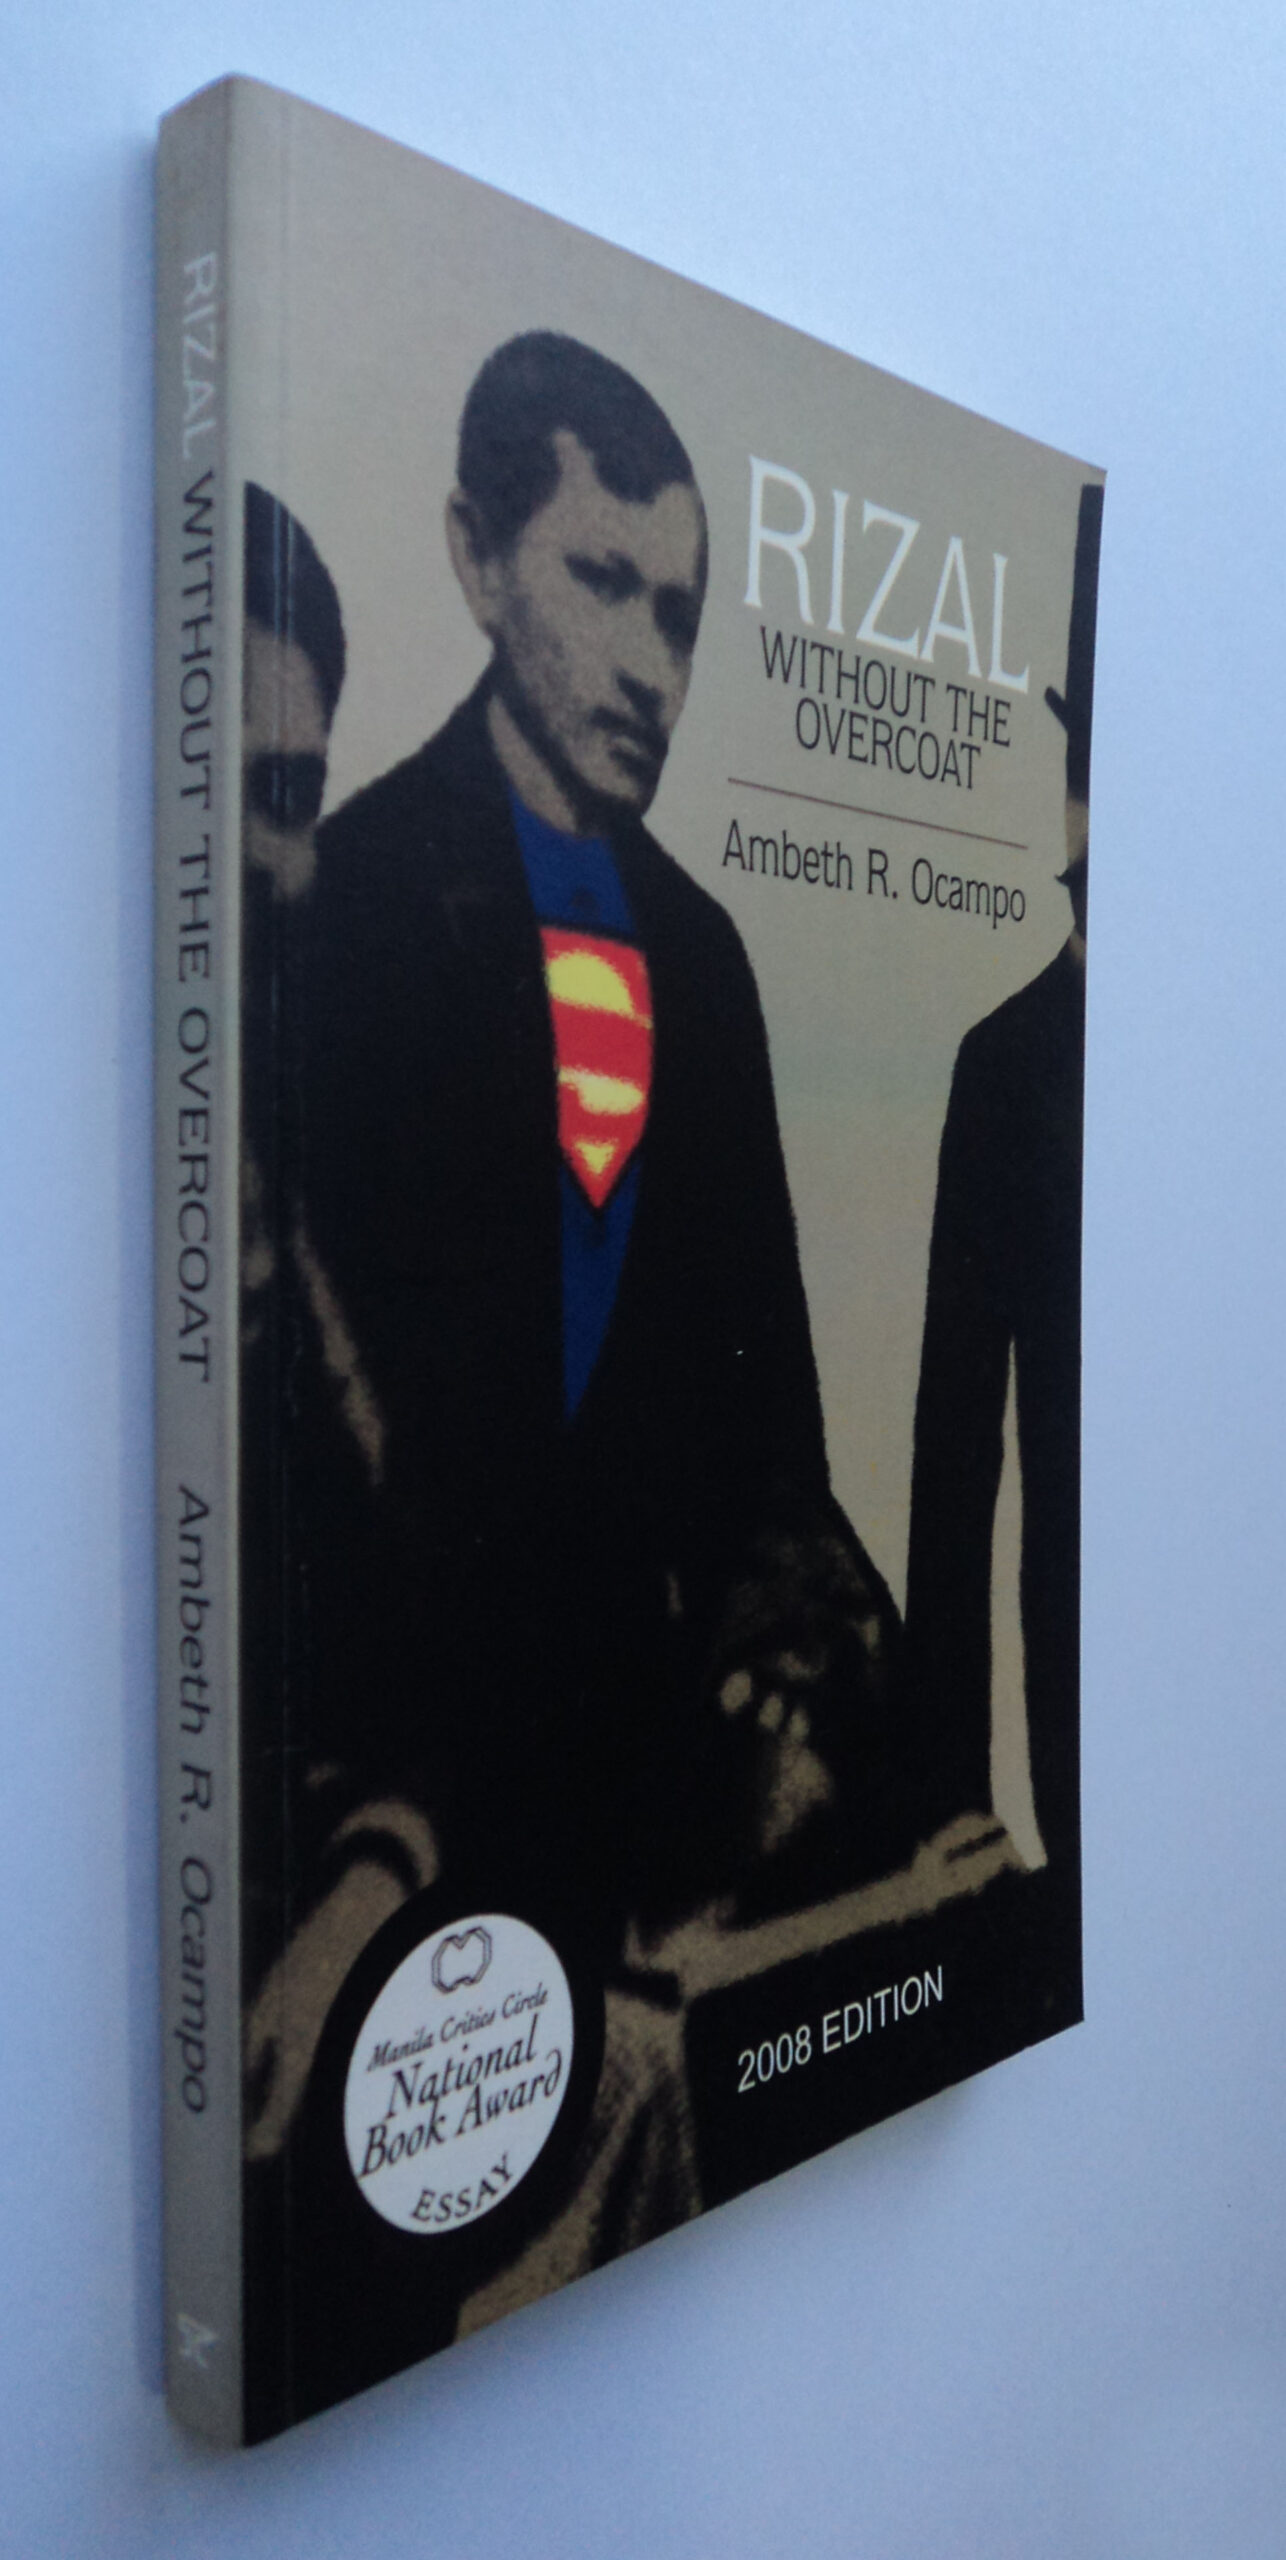 RIZAL WITHOUT THE OVERCOAT Ambeth R. Ocampo
RIZAL
WITHOUT THE
OVERCOAT
Ambeth R. Ocampo
2008 EDITION
Manila Critics Circle
National
Book Award
ESSAY